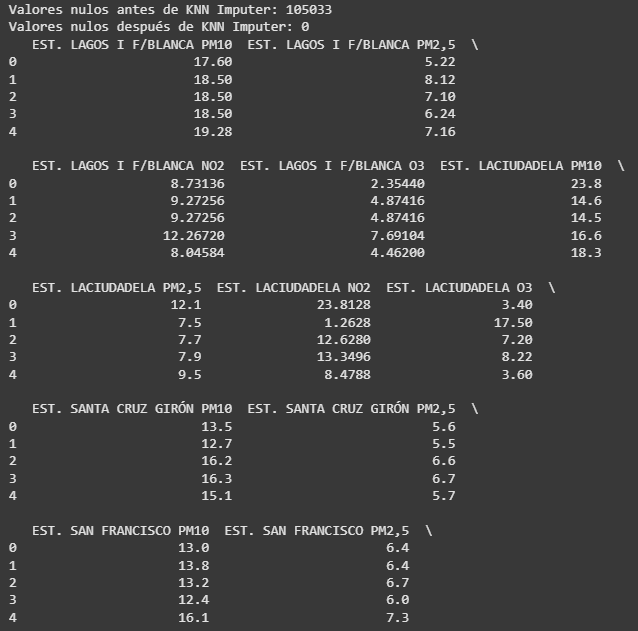 Valores nulos antes de KNN Imputer: 105033
Valores nulos después de KNN Imputer: 0
   EST. LAGOS I F/BLANCA PM10  EST. LAGOS I F/BLANCA PM2,5  \
0                       17.60                         5.22
1                       18.50                         8.12
2                       18.50                         7.10
3                       18.50                         6.24
4                       19.28                         7.16
   EST. LAGOS I F/BLANCA NO2  EST. LAGOS I F/BLANCA O3  EST. LACIUDADELA PM10  \
0                    8.73136                   2.35440                   23.8
1                    9.27256                   4.87416                   14.6
2                    9.27256                   4.87416                   14.5
3                   12.26720                   7.69104                   16.6
4                    8.04584                   4.46200                   18.3
   EST. LACIUDADELA PM2,5  EST. LACIUDADELA NO2  EST. LACIUDADELA O3  \
0                    12.1               23.8128                 3.40
1                     7.5                1.2628                17.50
2                     7.7               12.6280                 7.20
3                     7.9               13.3496                 8.22
4                     9.5                8.4788                 3.60
   EST. SANTA CRUZ GIRÓN PM10  EST. SANTA CRUZ GIRÓN PM2,5  \
0                        13.5                          5.6
1                        12.7                          5.5
2                        16.2                          6.6
3                        16.3                          6.7
4                        15.1                          5.7
   EST. SAN FRANCISCO PM10  EST. SAN FRANCISCO PM2,5  \
0                     13.0                       6.4
1                     13.8                       6.4
2                     13.2                       6.7
3                     12.4                       6.0
4                     16.1                       7.3